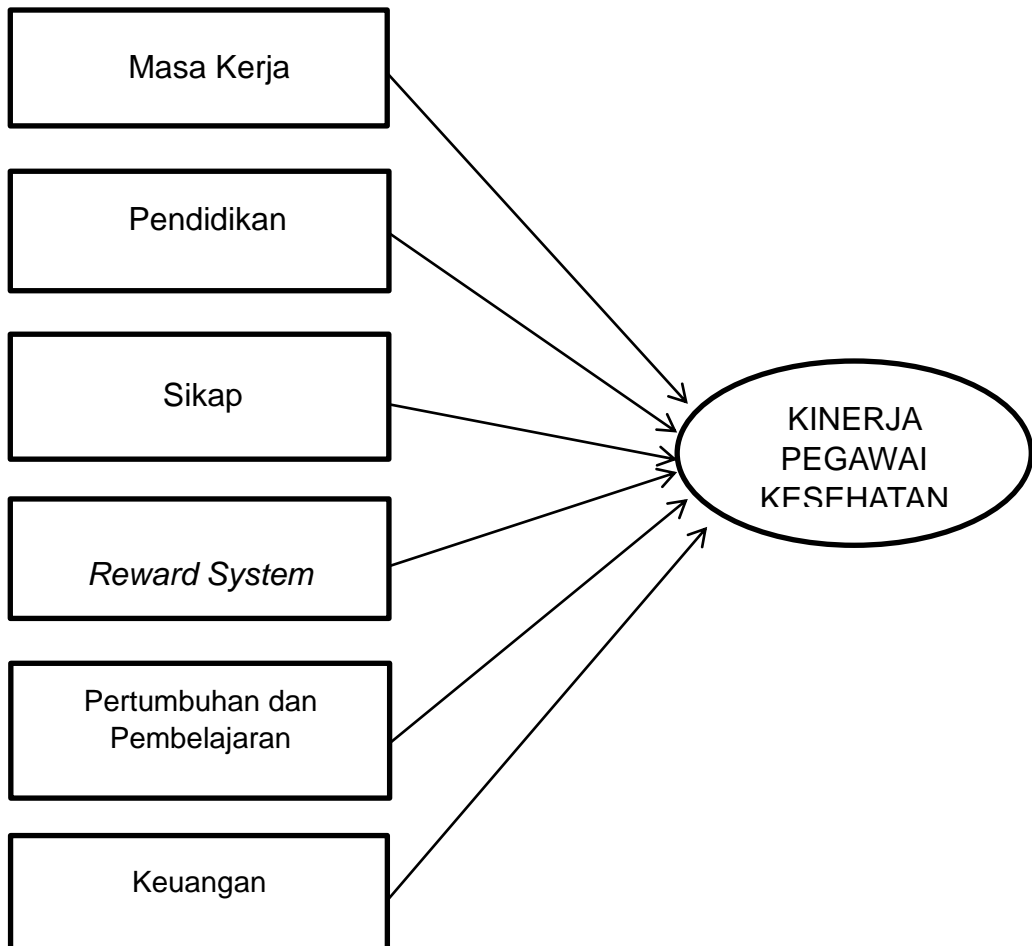 Masa Kerja
Pendidikan
Sikap
Reward System
Pertumbuhan dan
Pembelajaran
Keuangan
KINERJA
PEGAWAI
KESEHATAN